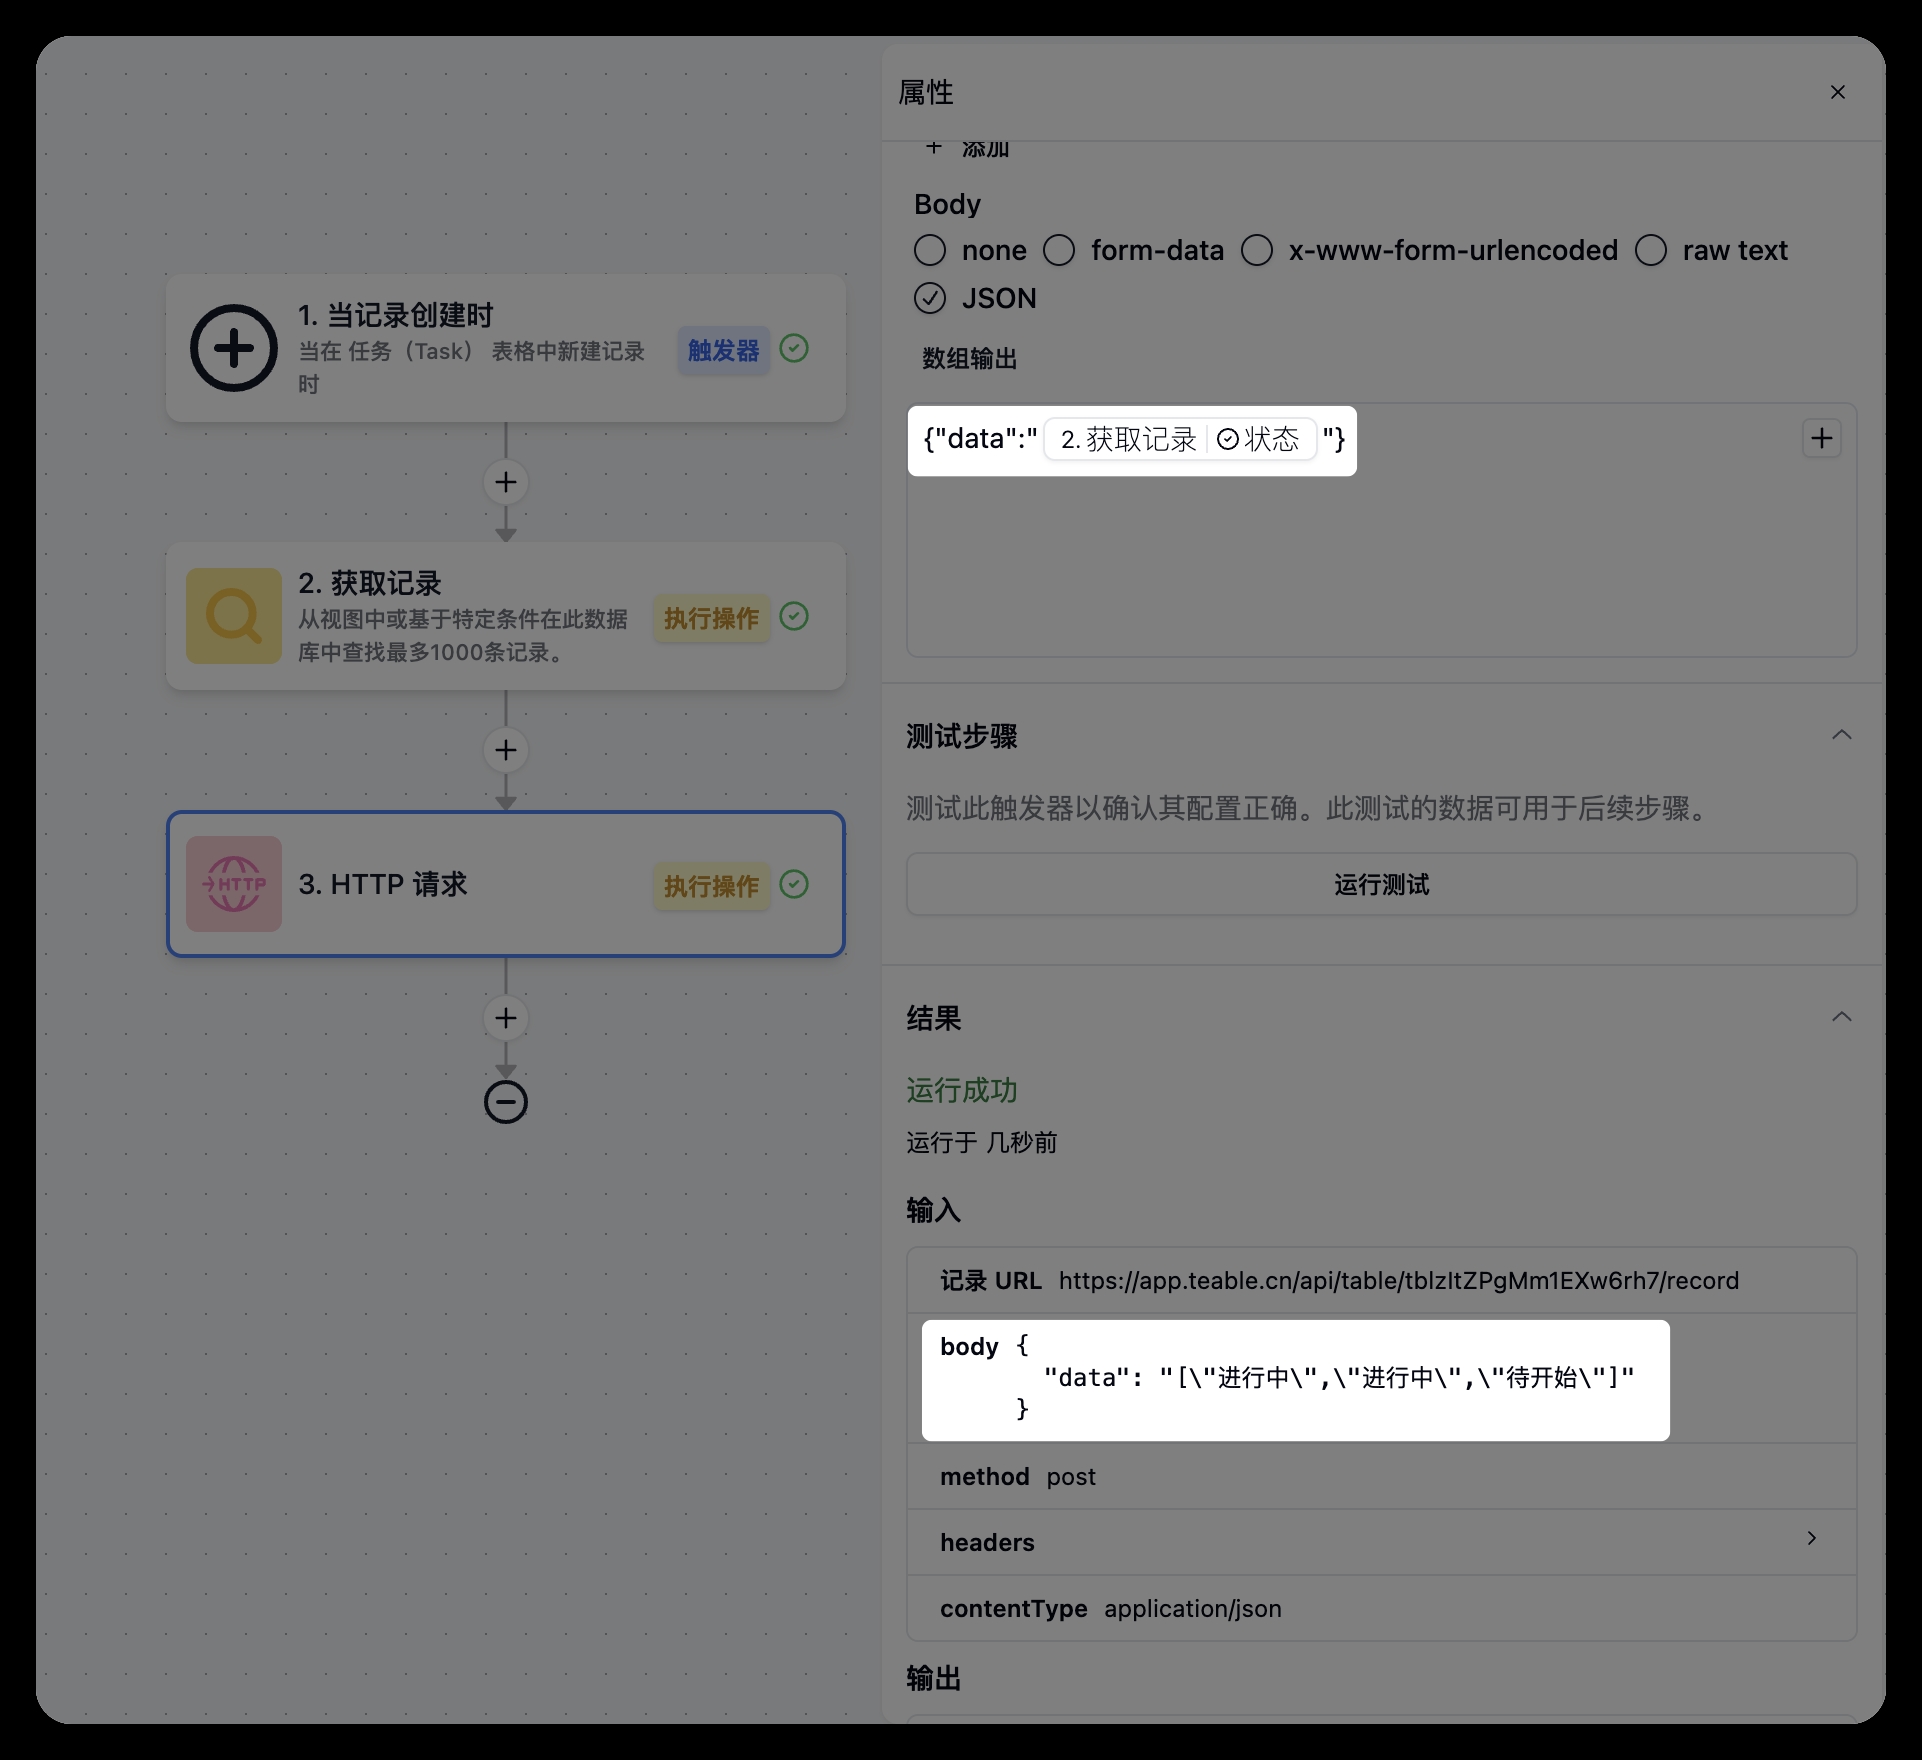 1. 当记录创建时
当在 任务（Task） 表格中新建记录
时
触发器
2. 获取记录
从视图中或基于特定条件在此数据
库中查找最多1000条记录。
执行操作
HTTP
3. HTTP 请求
执行操作
属性
添加
Body
none form-data x-www-form-urlencoded raw text
JSON
数组输出
{"data":" 2. 获取记录 状态 "}
测试步骤
测试此触发器以确认其配置正确。此测试的数据可用于后续步骤。
运行测试
结果
运行成功
运行于 几秒前
输入
记录 URL https://app.teable.cn/api/table/tblzItZPgMm1EXw6rh7/record
body {
"data": "[\"进行中\",\"进行中\",\"待开始\"]"
}
method post
headers
contentType application/json
输出